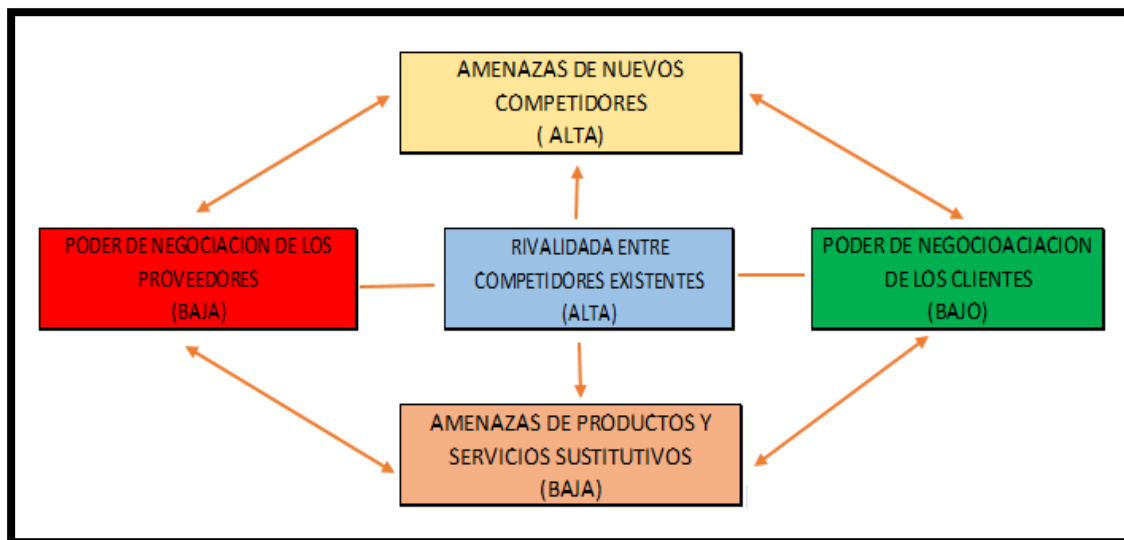 AMENAZAS DE NUEVOS
COMPETIDORES
( ALTA)
PODER DE NEGOCIACION DE LOS
PROVEEDORES
(BAJA)
RIVALIDADA ENTRE
COMPETIDORES EXISTENTES
(ALTA)
PODER DE NEGOCIOACIACION
DE LOS CLIENTES
(BAJO)
AMENAZAS DE PRODUCTOS Y
SERVICIOS SUSTITUTIVOS
(BAJA)